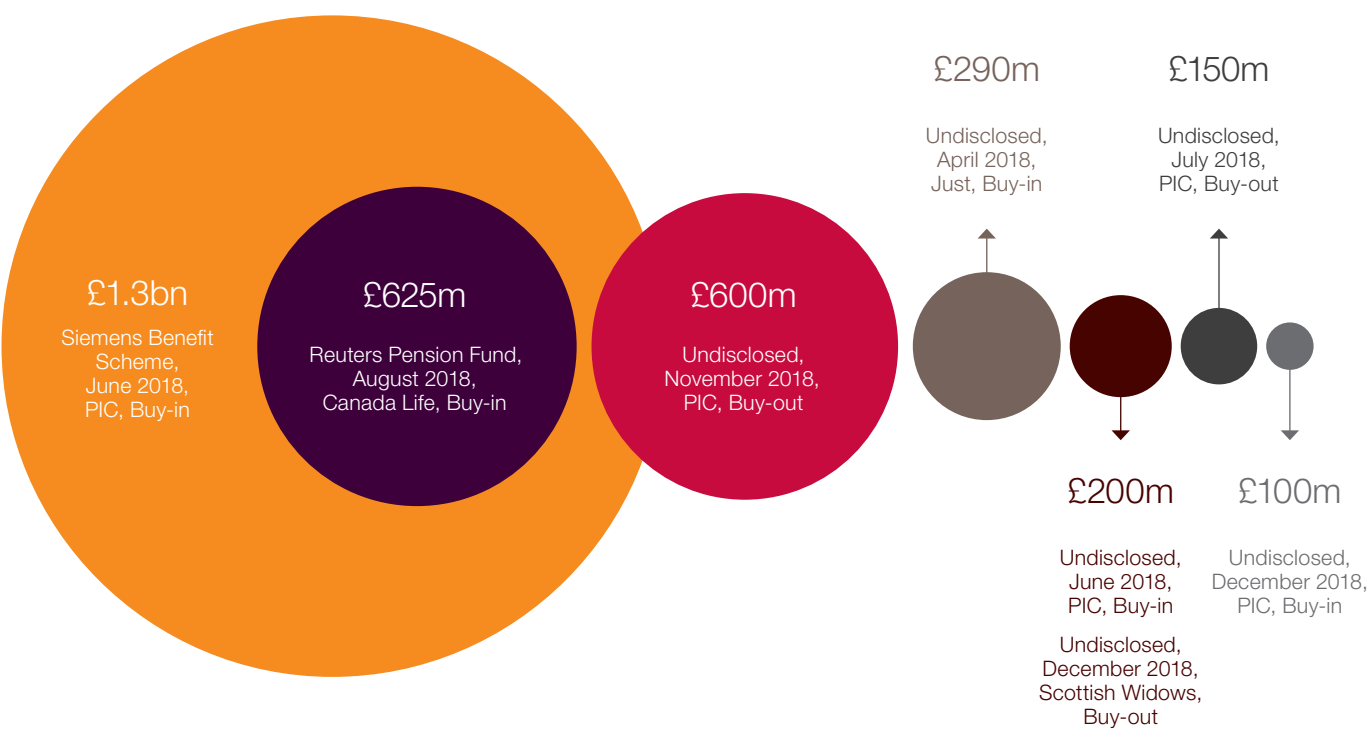 £1.3bn
Siemens Benefit
Scheme,
June 2018,
PIC, Buy-in
£625m
Reuters Pension Fund,
August 2018,
Canada Life, Buy-in
£600m
Undisclosed,
November 2018,
PIC, Buy-out
£290m
Undisclosed,
April 2018,
Just, Buy-in
£200m
Undisclosed,
June 2018,
PIC, Buy-in
Undisclosed,
December 2018,
Scottish Widows,
Buy-out
£150m
Undisclosed,
July 2018,
PIC, Buy-out
£100m
Undisclosed,
December 2018,
PIC, Buy-in